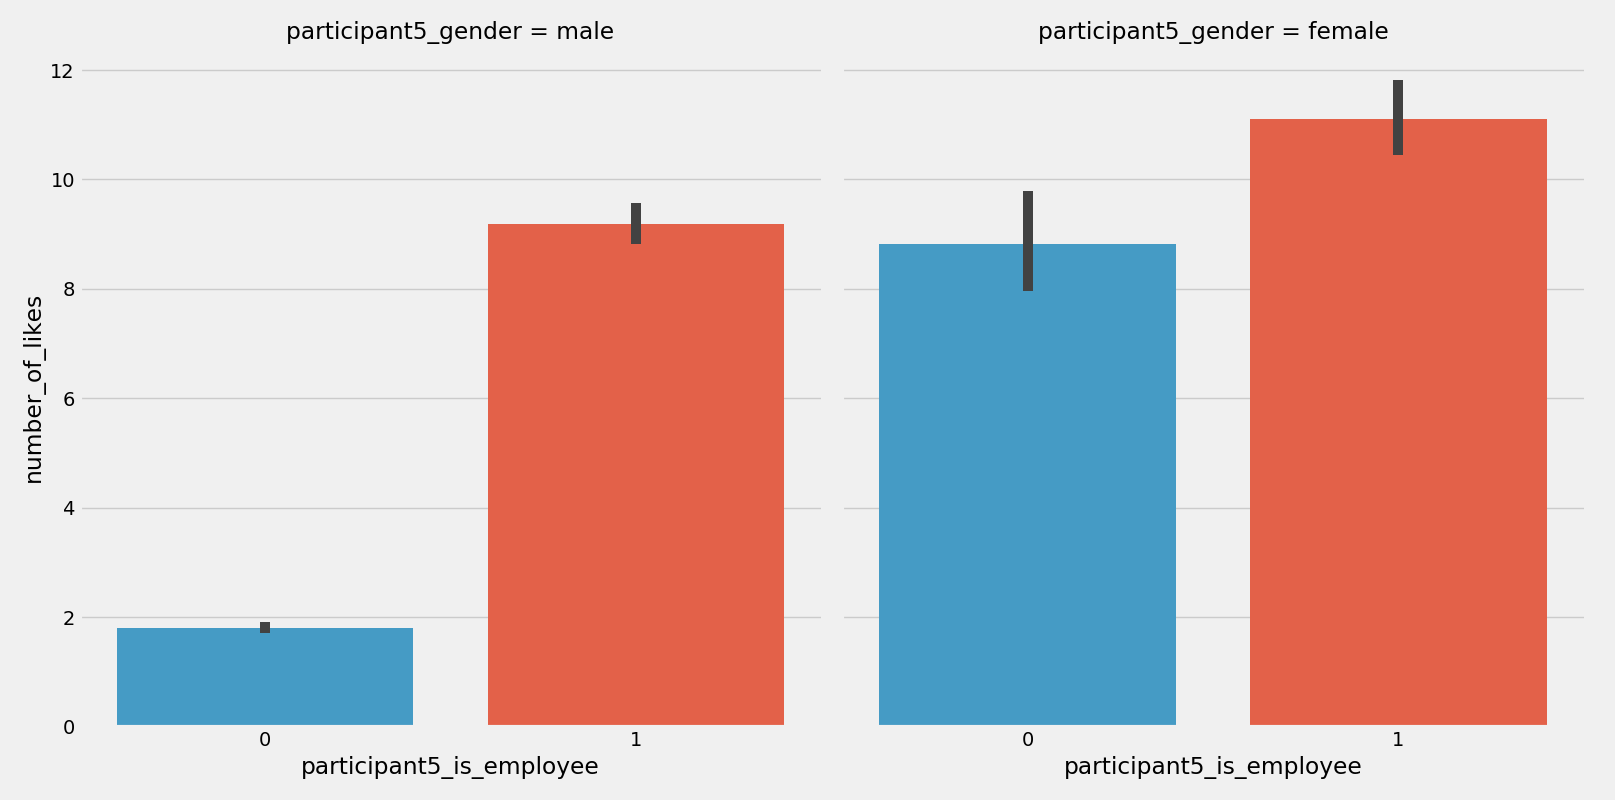 participant5_gender = male
participant5_gender = female
number_of_likes
12
10
8
6
4
2
0
0
1
0
1
participant5_is_employee
participant5_is_employee